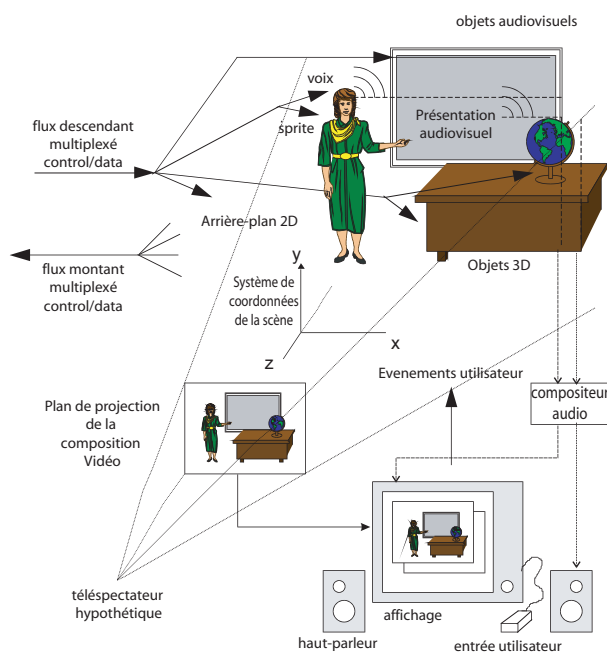 objets audiovisuels
voix
sprite
Présentation
audiovisuel
flux descendant
multiplexé
control/data
Arrière-plan 2D
Objets 3D
flux montant
multiplexé
control/data
y
Système de
coordonnées
de la scène
x
z
Evenements utilisateur
Plan de projection
de la
composition
Vidéo
compositeur
audio
téléspectateur
hypothétique
affichage
haut-parleur
entrée utilisateur